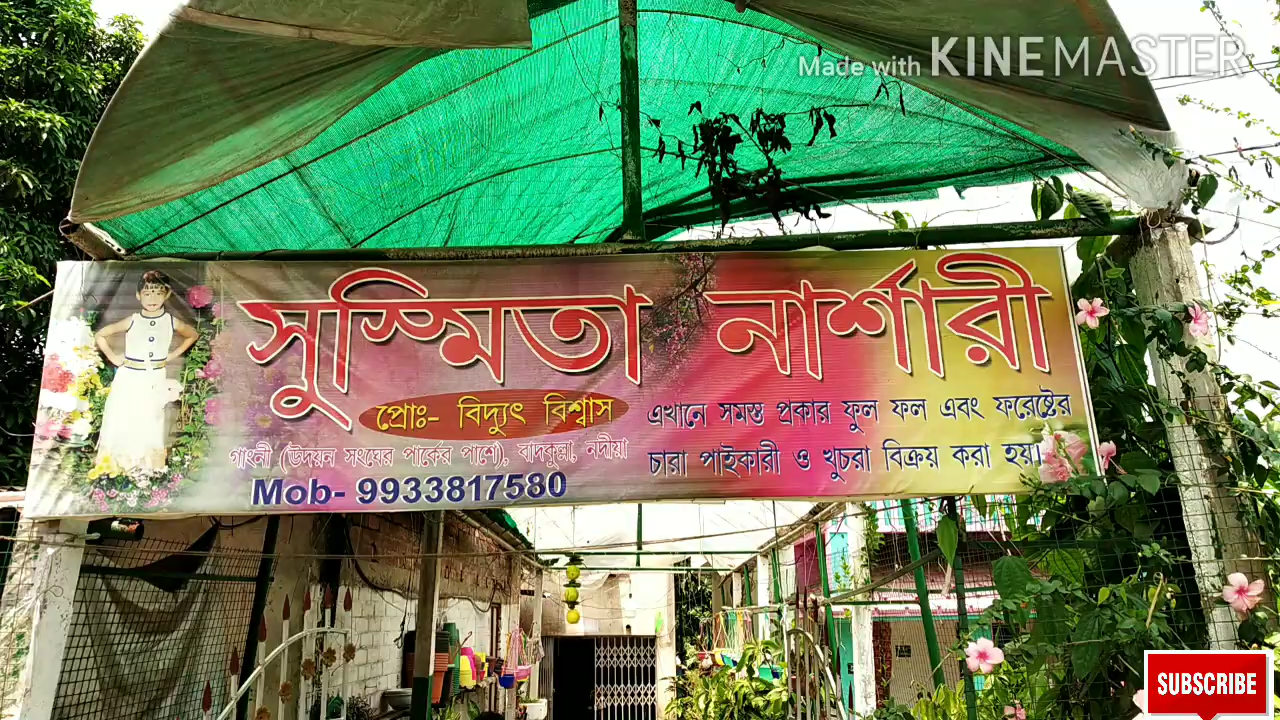 Made with KINEMASTER
সুস্মিতা নার্শারী
প্রোঃ- বিদ্যুৎ বিশ্বাস
গাংনী (উদয়ন সংঘের পার্কের পাশে), বাদকুল্লা, নদীয়া
Mob- 9933817580
এখানে সমস্ত প্রকার ফুল ফল এবং ফরেষ্টের
চারা পাইকারী ও খুচরা বিক্রয় করা হয়।
SUBSCRIBE